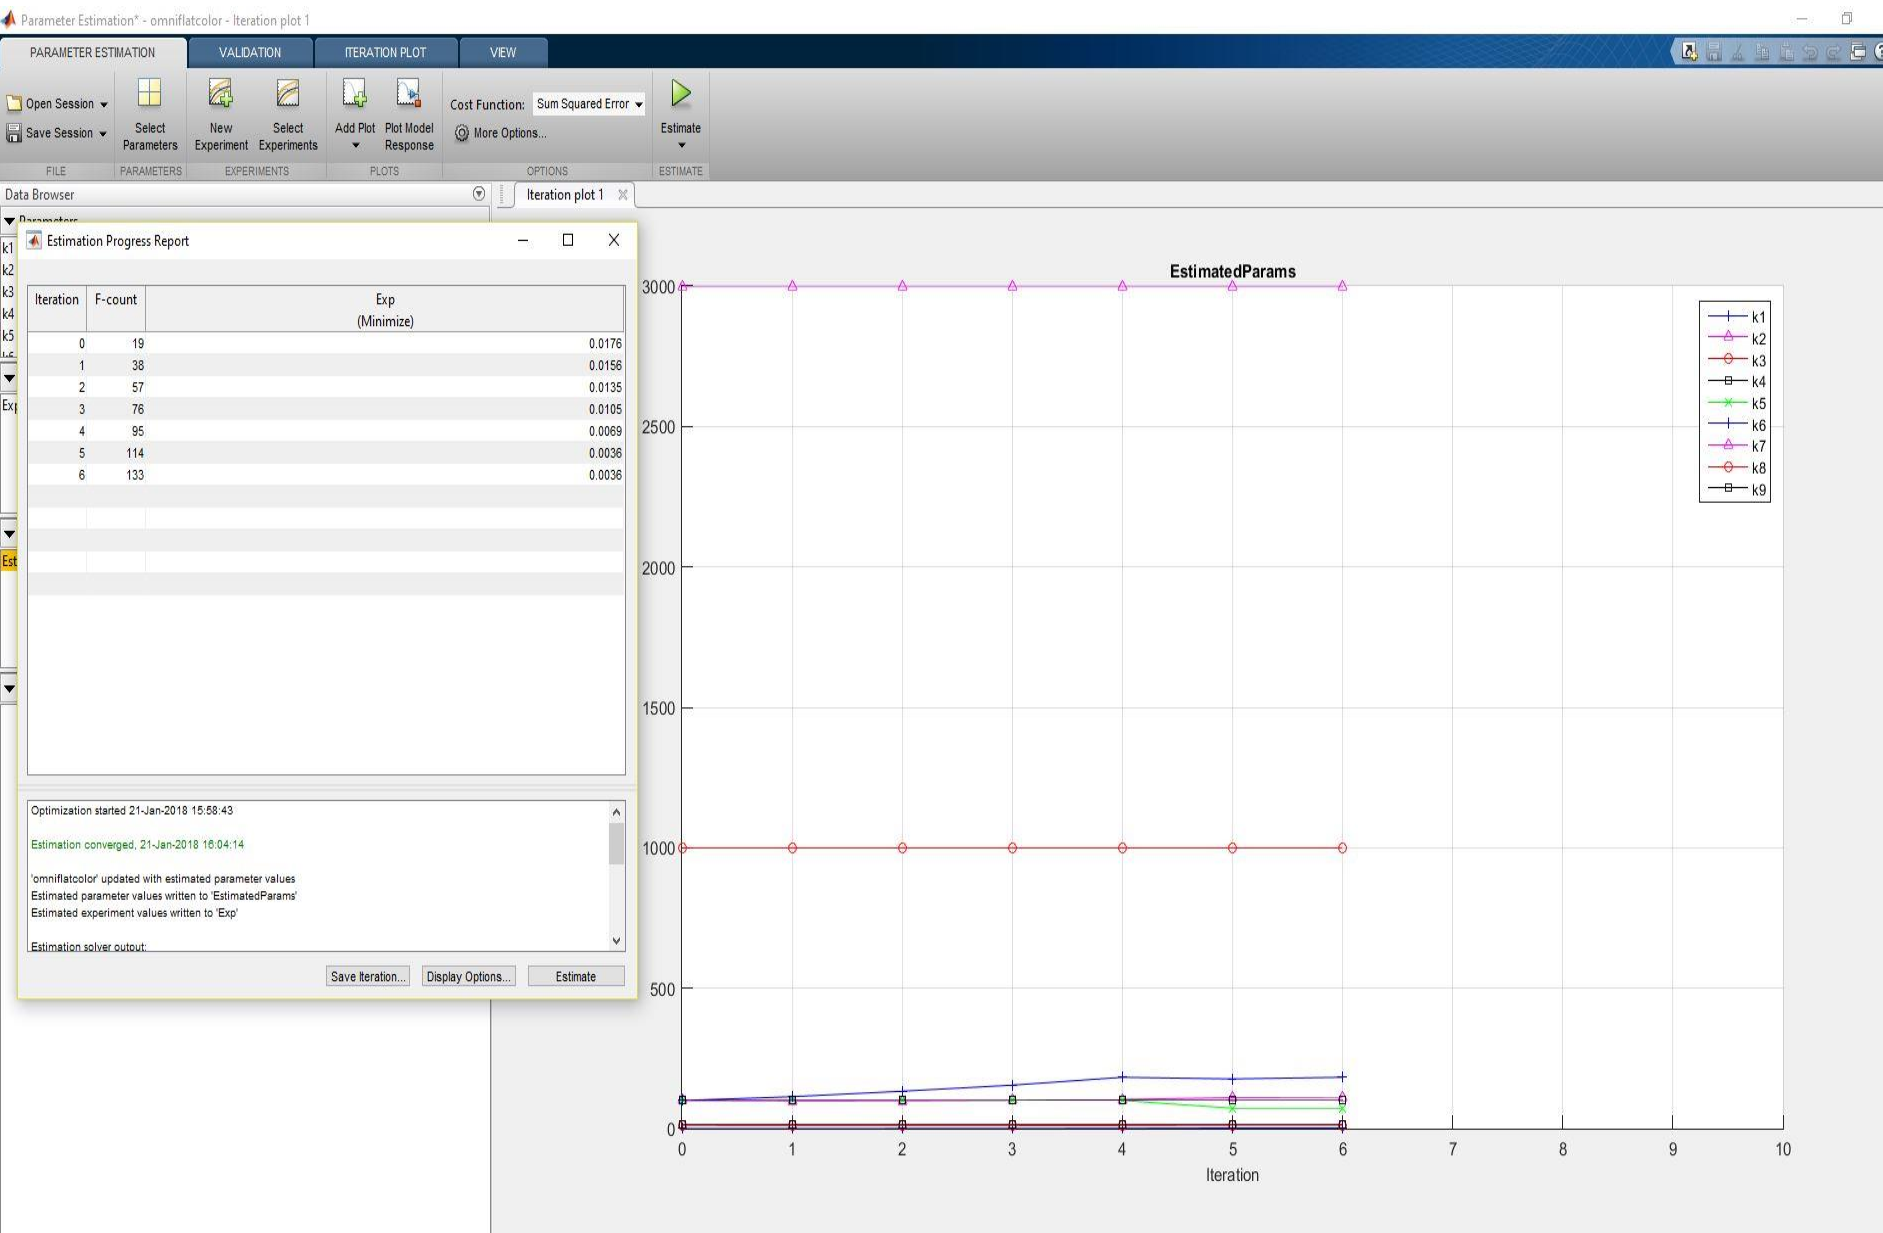 Parameter Estimation* - omniflatcolor - Iteration plot 1
PARAMETER ESTIMATION VALIDATION ITERATION PLOT VIEW
Open Session
Save Session
Select Parameters
New Experiment
Select Experiments
Add Plot
Plot Model Response
Cost Function: Sum Squared Error
More Options...
Estimate
FILE PARAMETERS EXPERIMENTS PLOTS OPTIONS ESTIMATE
Data Browser
Iteration plot 1
Parameters
k1
k2
k3
k4
k5
k6
Exp
Est
Estimation Progress Report
Iteration F-count Exp
(Minimize)
0 19 0.0176
1 38 0.0156
2 57 0.0135
3 76 0.0105
4 95 0.0069
5 114 0.0036
6 133 0.0036
Optimization started 21-Jan-2018 15:58:43
Estimation converged, 21-Jan-2018 16:04:14
'omniflatcolor' updated with estimated parameter values
Estimated parameter values written to 'EstimatedParams'
Estimated experiment values written to 'Exp'
Estimation solver output:
Save Iteration... Display Options... Estimate
EstimatedParams
3000
2500
2000
1500
1000
500
0
0 1 2 3 4 5 6 7 8 9 10
Iteration
k1
k2
k3
k4
k5
k6
k7
k8
k9